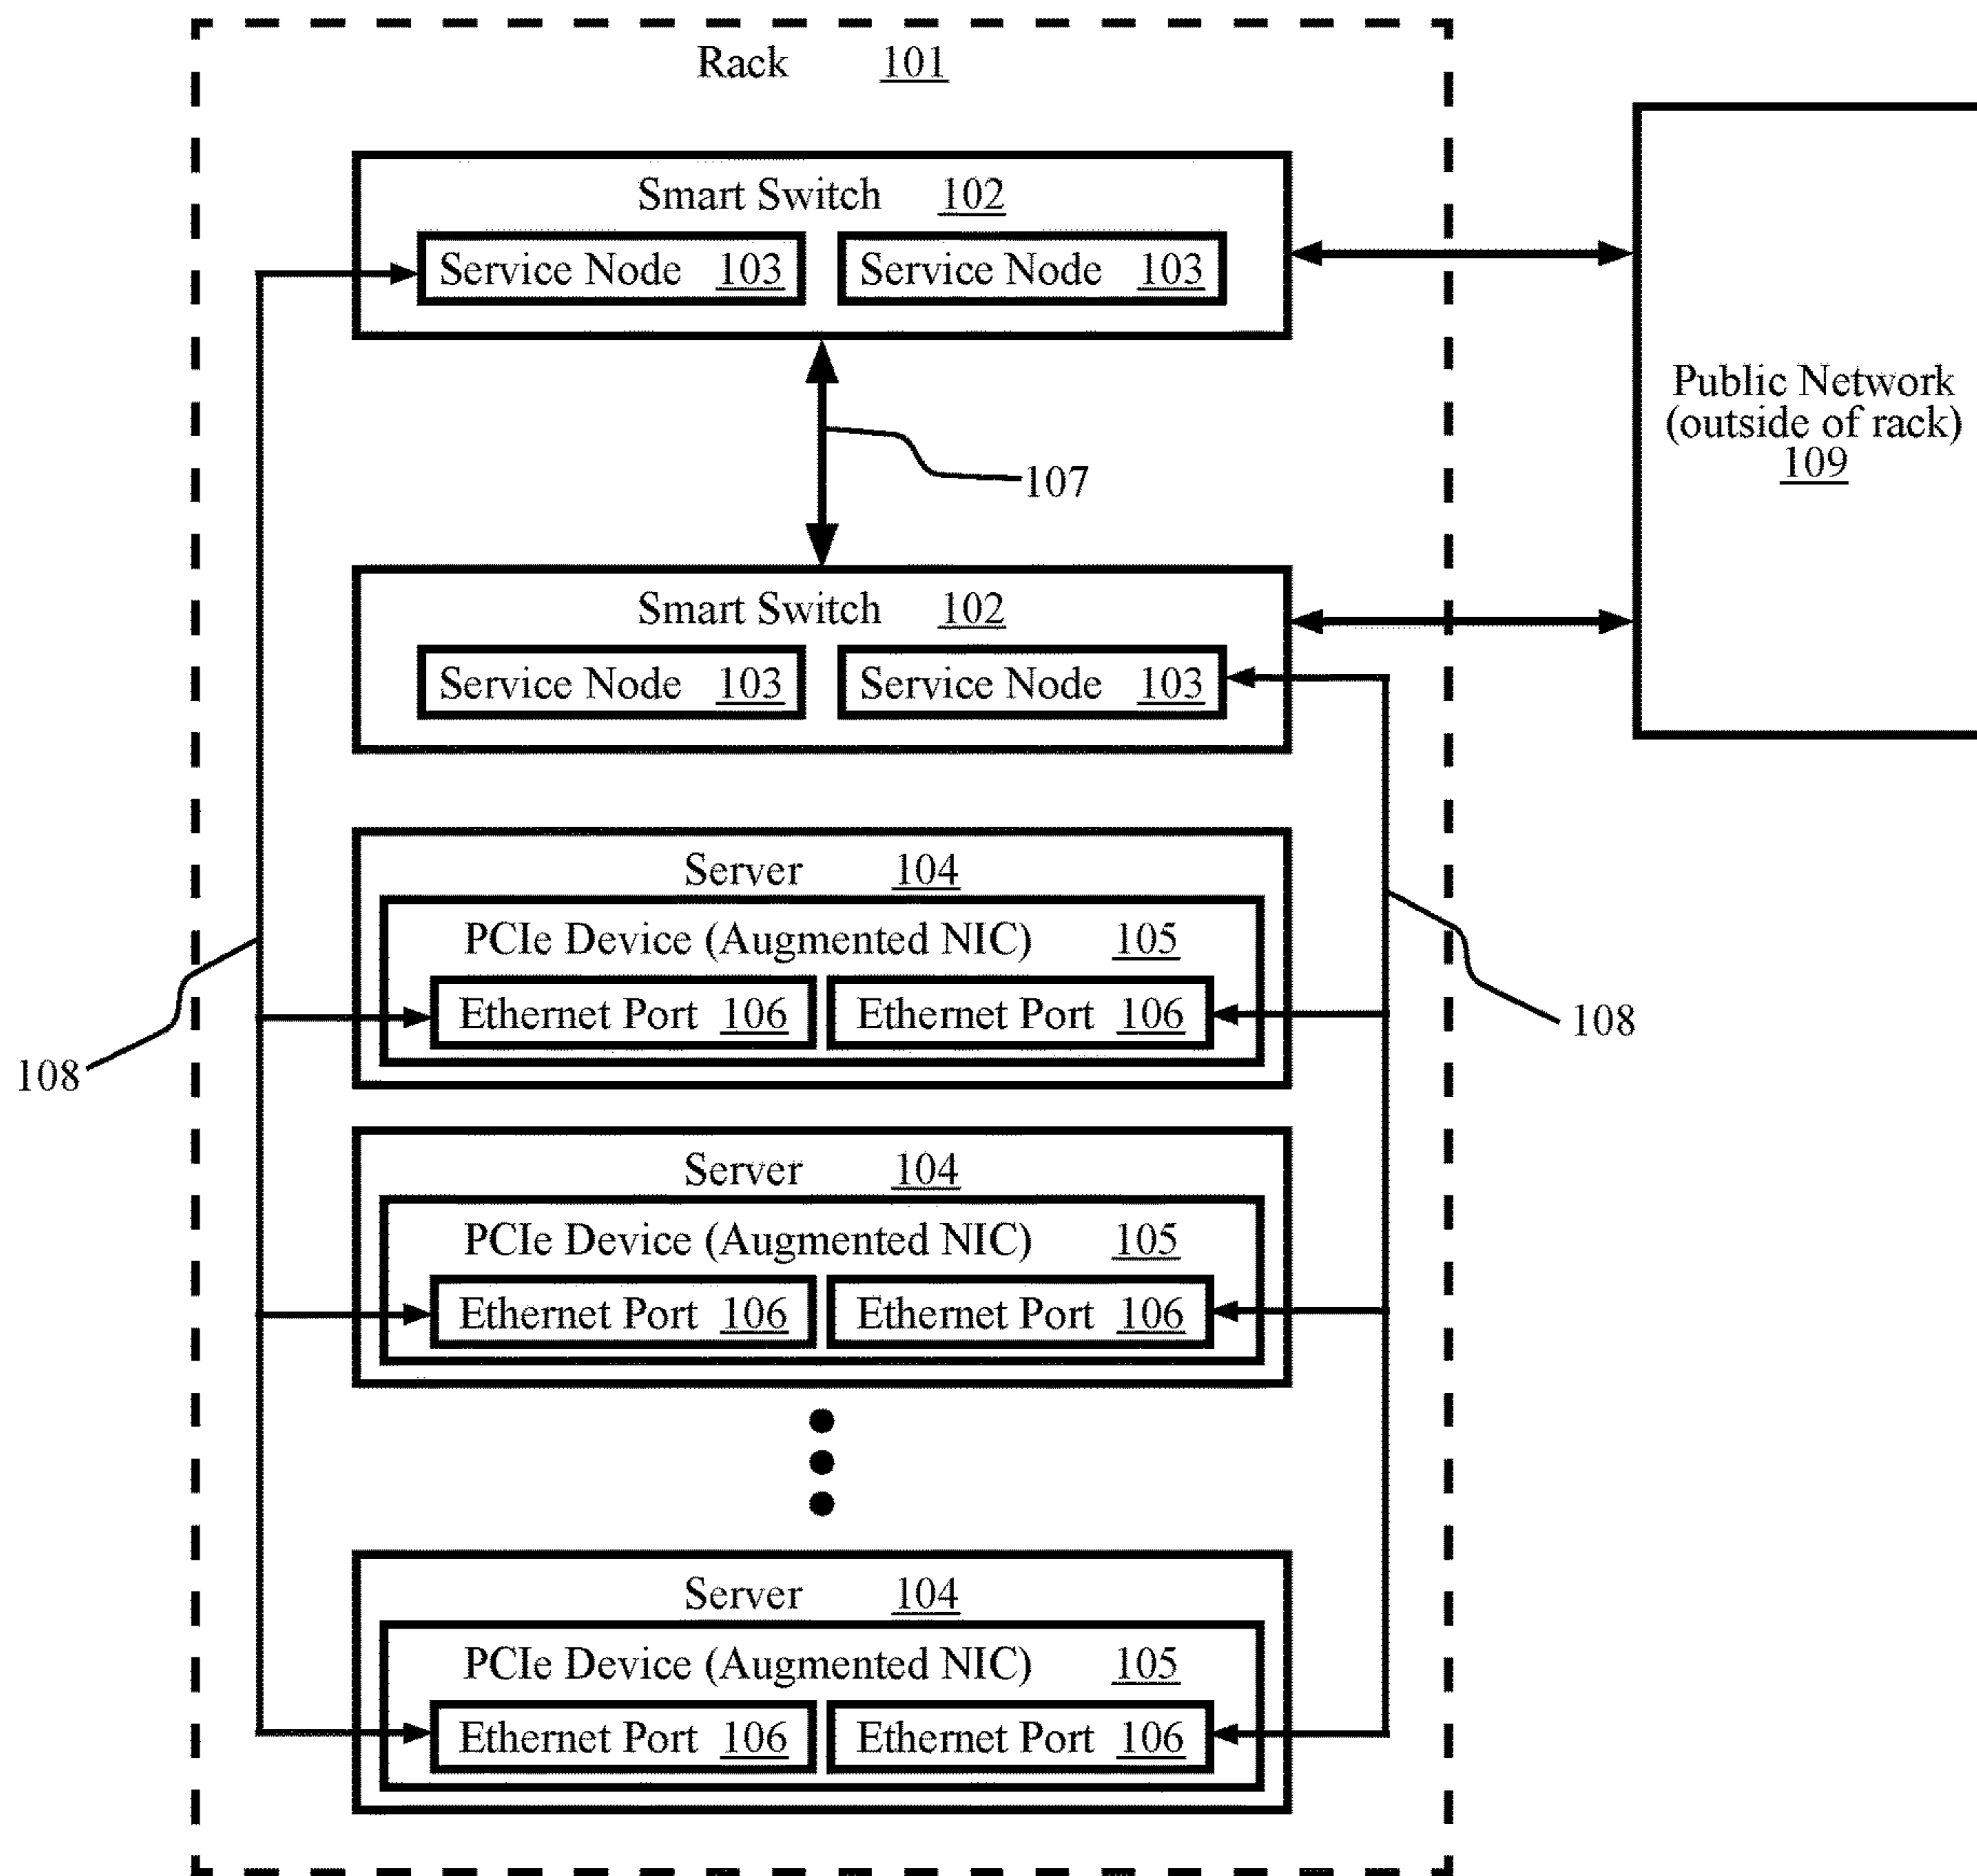 Rack 101
Smart Switch 102
Service Node 103 Service Node 103
Public Network
(outside of rack)
109
107
Smart Switch 102
Service Node 103 Service Node 103
Server 104
PCIe Device (Augmented NIC) 105
Ethernet Port 106 Ethernet Port 106
108
108
Server 104
PCIe Device (Augmented NIC) 105
Ethernet Port 106 Ethernet Port 106
Server 104
PCIe Device (Augmented NIC) 105
Ethernet Port 106 Ethernet Port 106